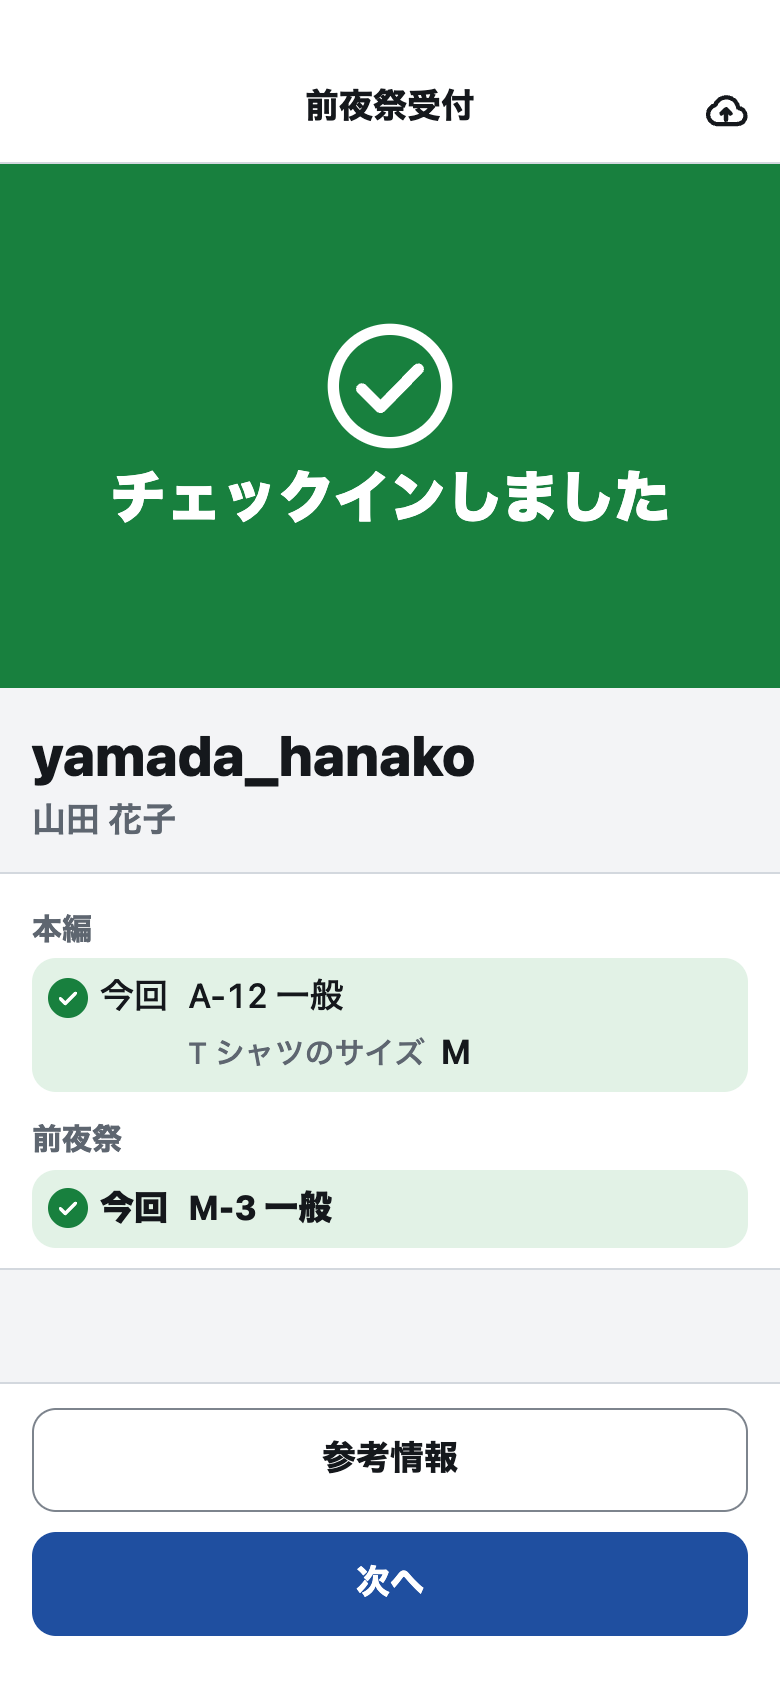 前夜祭受付
チェックインしました
yamada_hanako
山田 花子
本編
今回 A-12 一般
T シャツのサイズ M
前夜祭
今回 M-3 一般
参考情報
次へ